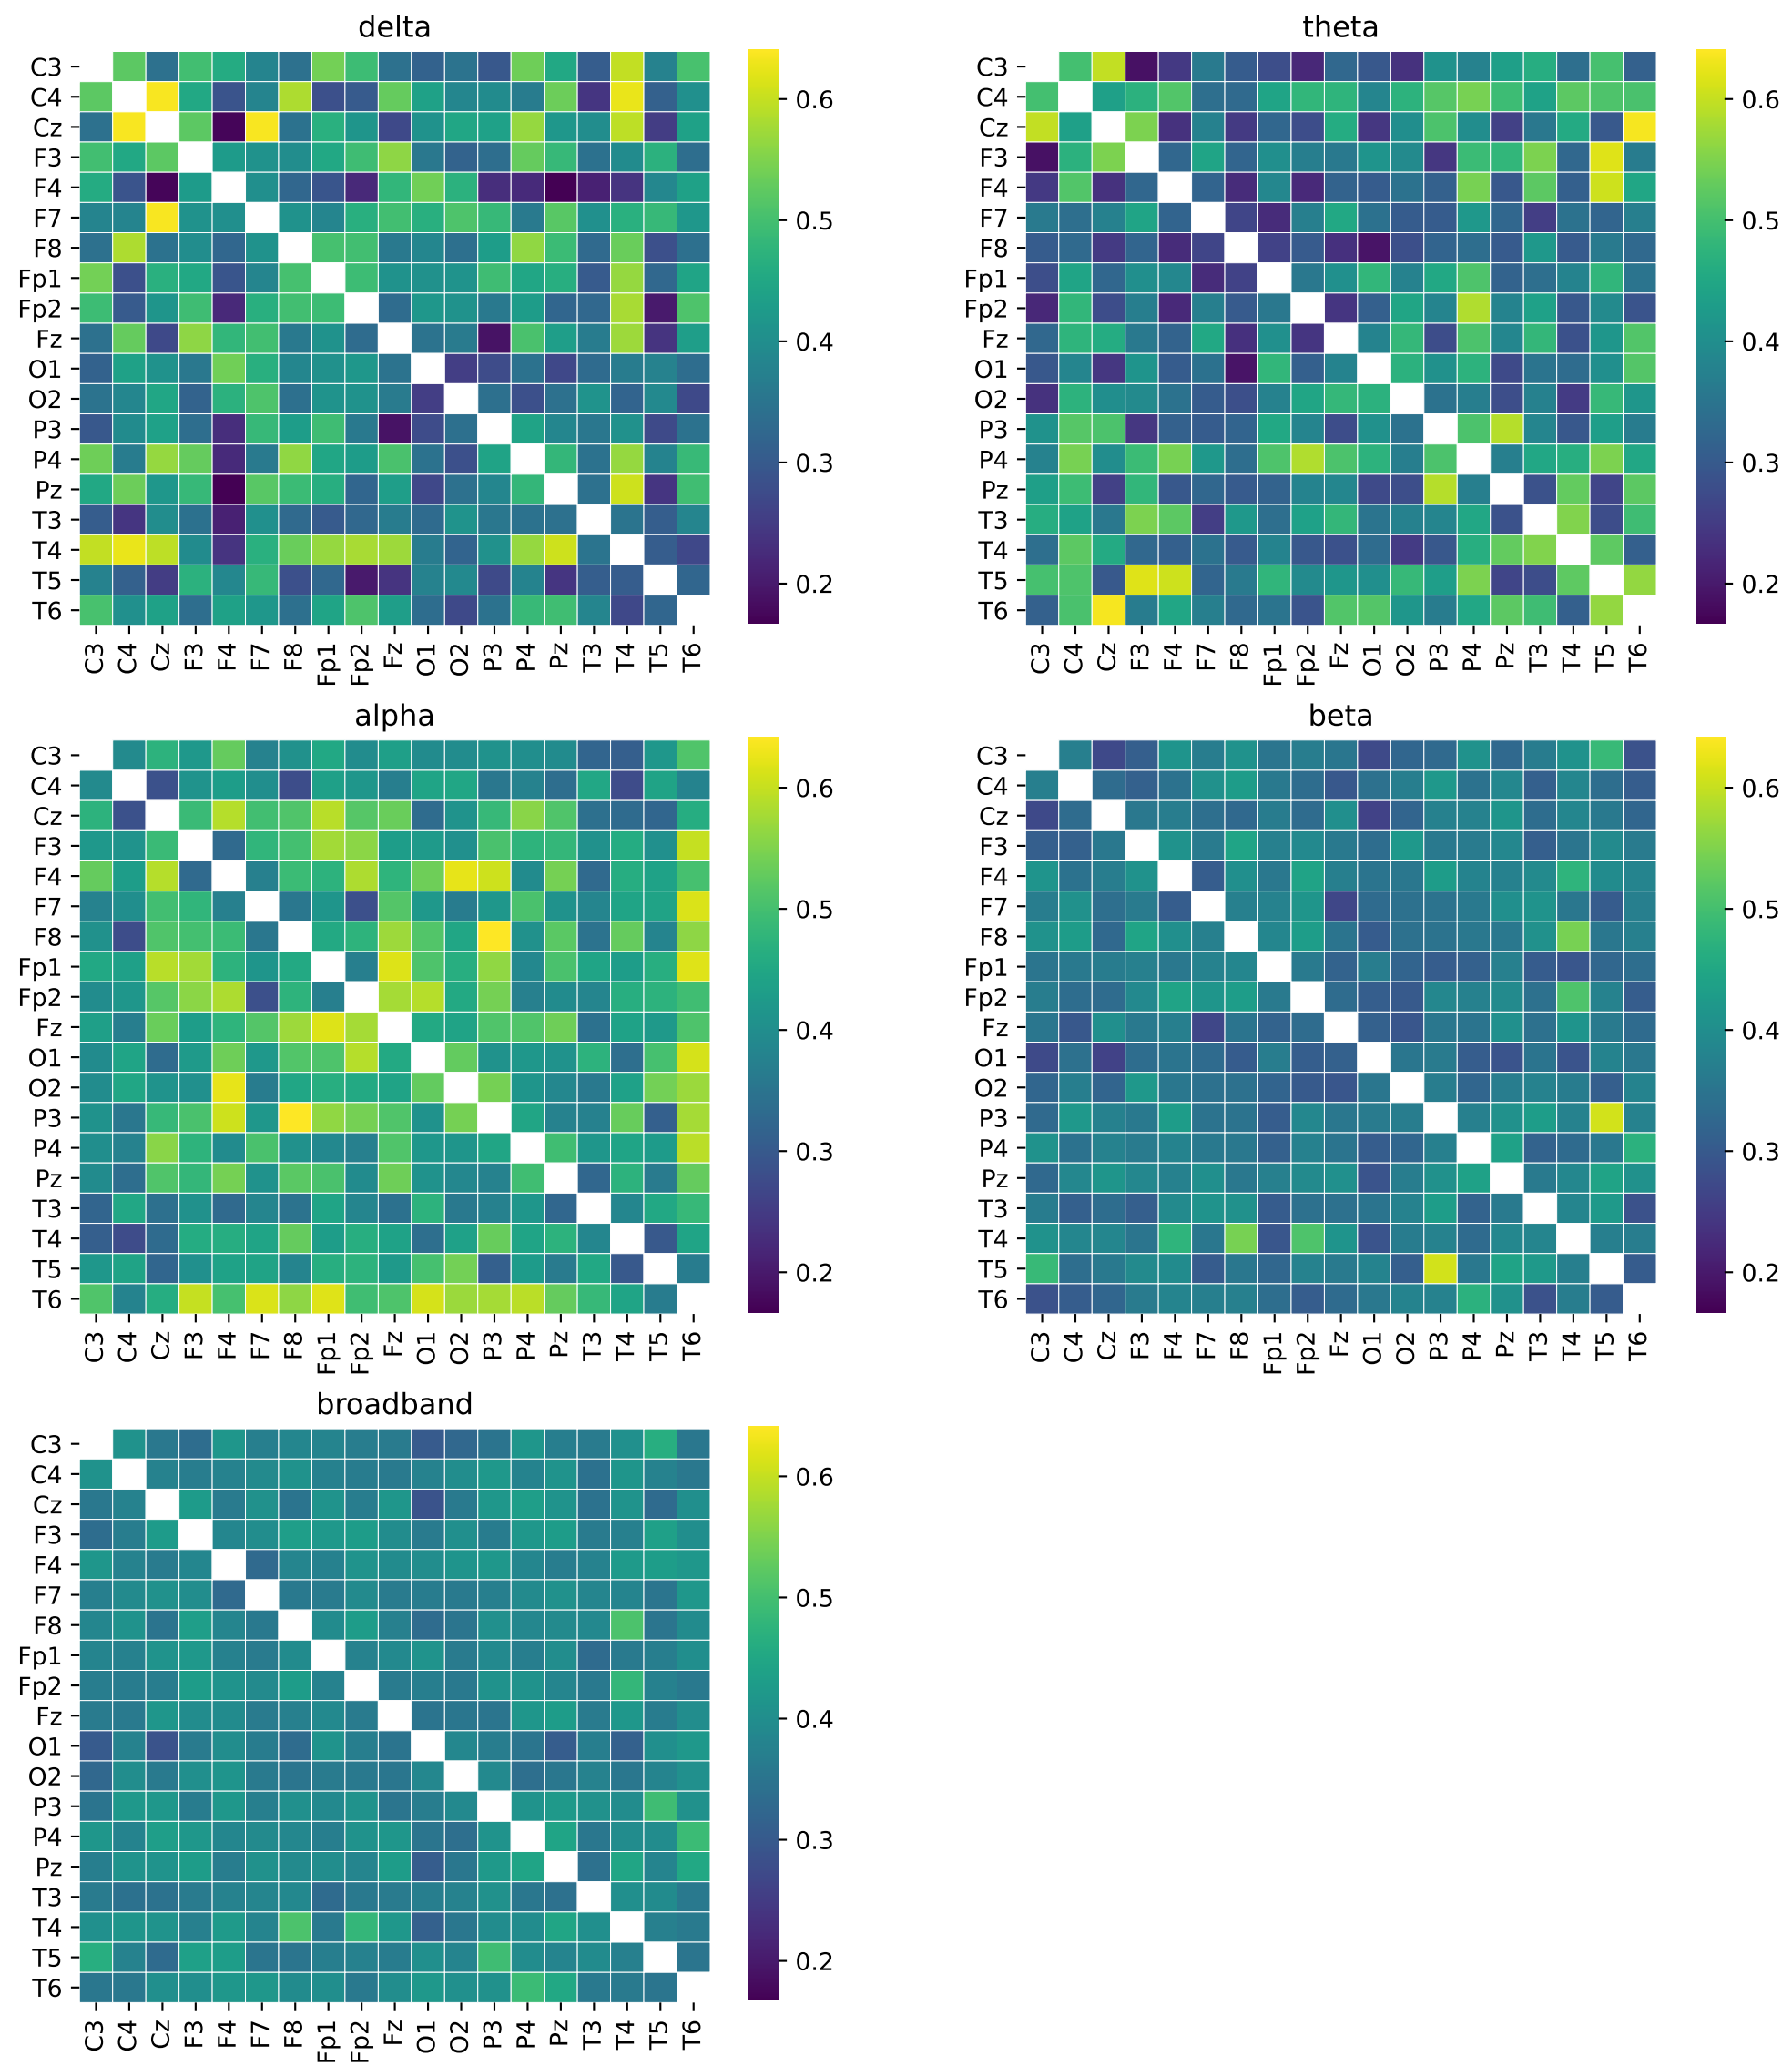 delta
C3
C4
Cz
F3
F4
F7
F8
Fp1
Fp2
Fz
O1
O2
P3
P4
Pz
T3
T4
T5
T6
C3 C4 Cz F3 F4 F7 F8 Fp1 Fp2 Fz O1 O2 P3 P4 Pz T3 T4 T5 T6
0.6
0.5
0.4
0.3
0.2
theta
C3
C4
Cz
F3
F4
F7
F8
Fp1
Fp2
Fz
O1
O2
P3
P4
Pz
T3
T4
T5
T6
C3 C4 Cz F3 F4 F7 F8 Fp1 Fp2 Fz O1 O2 P3 P4 Pz T3 T4 T5 T6
0.6
0.5
0.4
0.3
0.2
alpha
C3
C4
Cz
F3
F4
F7
F8
Fp1
Fp2
Fz
O1
O2
P3
P4
Pz
T3
T4
T5
T6
C3 C4 Cz F3 F4 F7 F8 Fp1 Fp2 Fz O1 O2 P3 P4 Pz T3 T4 T5 T6
0.6
0.5
0.4
0.3
0.2
beta
C3
C4
Cz
F3
F4
F7
F8
Fp1
Fp2
Fz
O1
O2
P3
P4
Pz
T3
T4
T5
T6
C3 C4 Cz F3 F4 F7 F8 Fp1 Fp2 Fz O1 O2 P3 P4 Pz T3 T4 T5 T6
0.6
0.5
0.4
0.3
0.2
broadband
C3
C4
Cz
F3
F4
F7
F8
Fp1
Fp2
Fz
O1
O2
P3
P4
Pz
T3
T4
T5
T6
C3 C4 Cz F3 F4 F7 F8 Fp1 Fp2 Fz O1 O2 P3 P4 Pz T3 T4 T5 T6
0.6
0.5
0.4
0.3
0.2